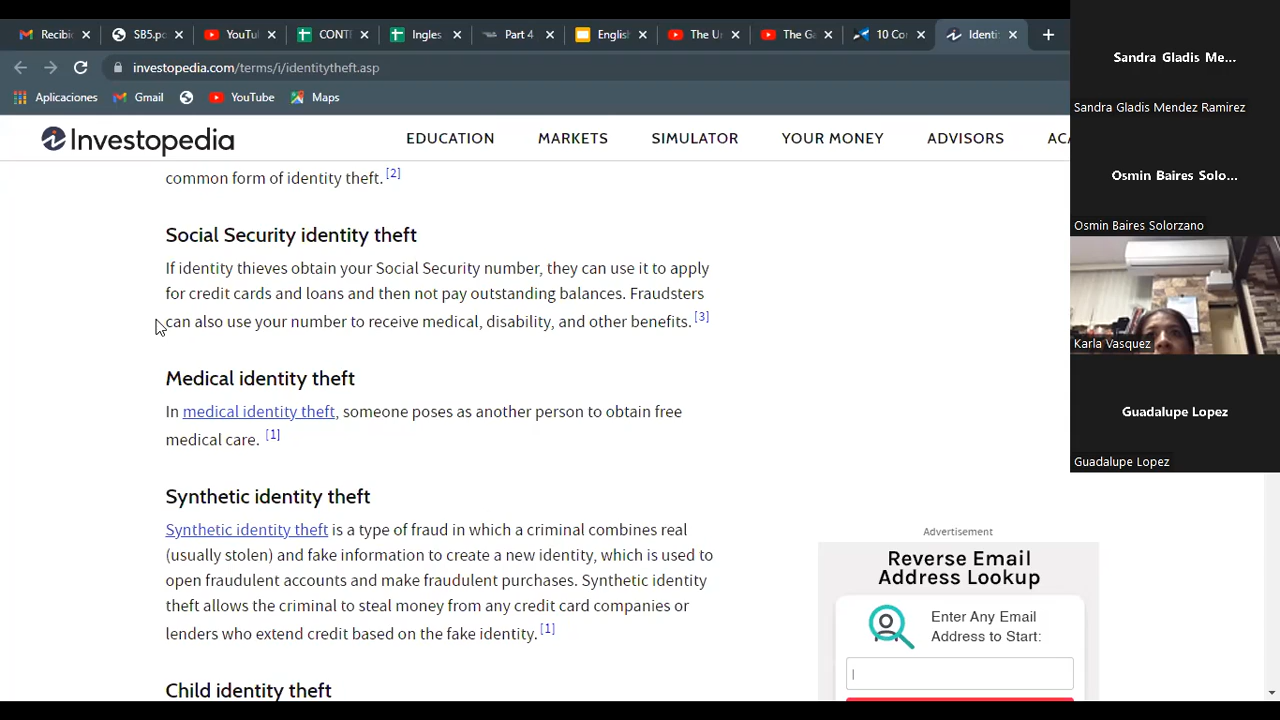 Recibi
SB5.p
YouTu
CONT
Ingles
Part 4
English
The Ur
The Ga
10 Co
Identi
investopedia.com/terms/i/identitytheft.asp
Aplicaciones
Gmail
YouTube
Maps
Investopedia
EDUCATION
MARKETS
SIMULATOR
YOUR MONEY
ADVISORS
ACA
common form of identity theft. [2]
Social Security identity theft
If identity thieves obtain your Social Security number, they can use it to apply
for credit cards and loans and then not pay outstanding balances. Fraudsters
can also use your number to receive medical, disability, and other benefits. [3]
Medical identity theft
In medical identity theft, someone poses as another person to obtain free
medical care. [1]
Synthetic identity theft
Synthetic identity theft is a type of fraud in which a criminal combines real
(usually stolen) and fake information to create a new identity, which is used to
open fraudulent accounts and make fraudulent purchases. Synthetic identity
theft allows the criminal to steal money from any credit card companies or
lenders who extend credit based on the fake identity. [1]
Child identity theft
Advertisement
Reverse Email
Address Lookup
Enter Any Email
Address to Start:
Sandra Gladis Me...
Sandra Gladis Mendez Ramirez
Osmin Baires Solo...
Osmin Baires Solorzano
Karla Vasquez
Guadalupe Lopez
Guadalupe Lopez